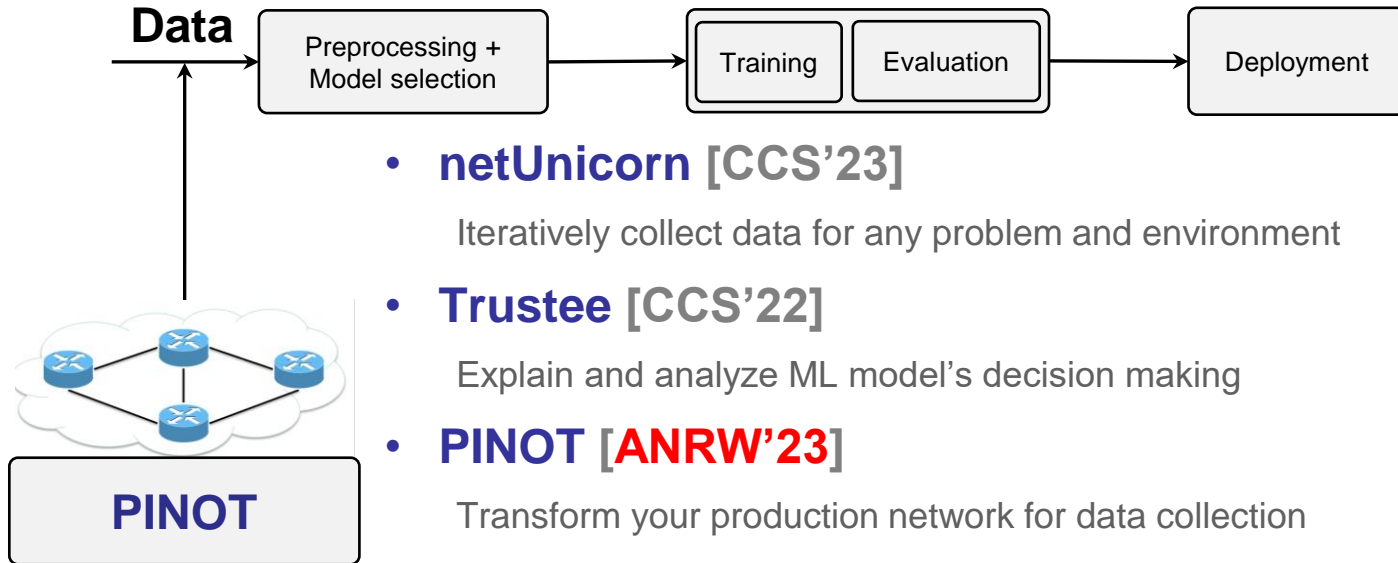 Data
Preprocessing +
Model selection
Training
Evaluation
Deployment
• netUnicorn [CCS’23]
Iteratively collect data for any problem and environment
• Trustee [CCS’22]
Explain and analyze ML model’s decision making
• PINOT [ANRW’23]
Transform your production network for data collection
PINOT